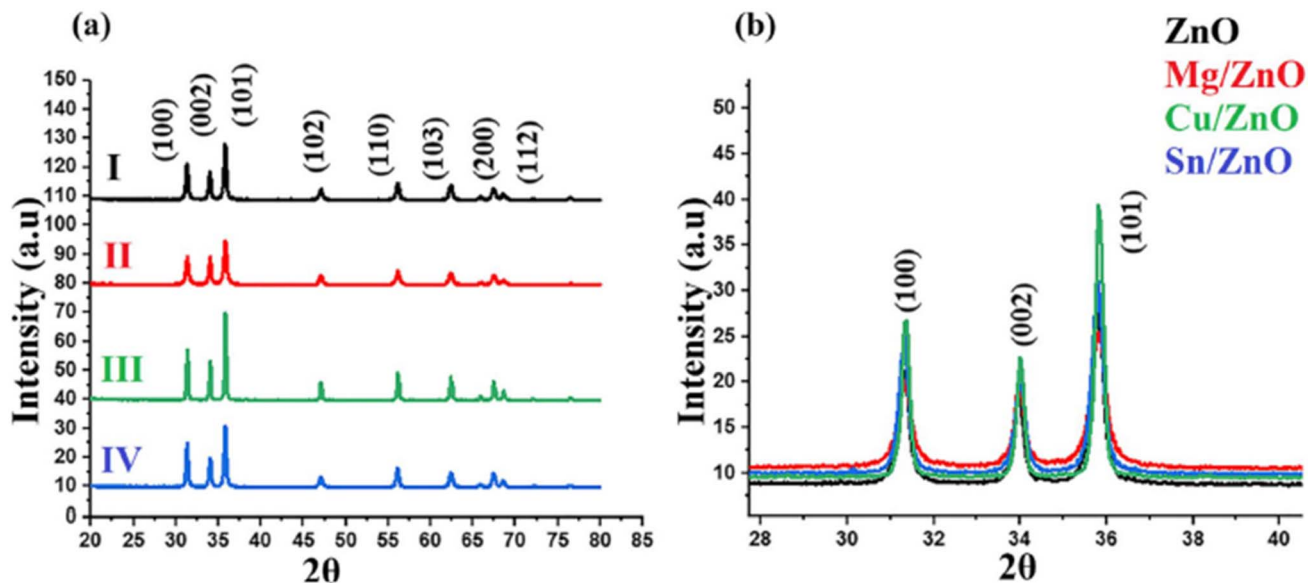 (a)
Intensity (a.u)
150
140
130
120
110
100
90
80
70
60
50
40
30
20
10
0
I
II
III
IV
(100)
(002)
(101)
(102)
(110)
(103)
(200)
(112)
20 25 30 35 40 45 50 55 60 65 70 75 80 85
2θ
(b)
ZnO
Mg/ZnO
Cu/ZnO
Sn/ZnO
Intensity (a.u)
50
45
40
35
30
25
20
15
10
(100)
(002)
(101)
28 30 32 34 36 38 40
2θ